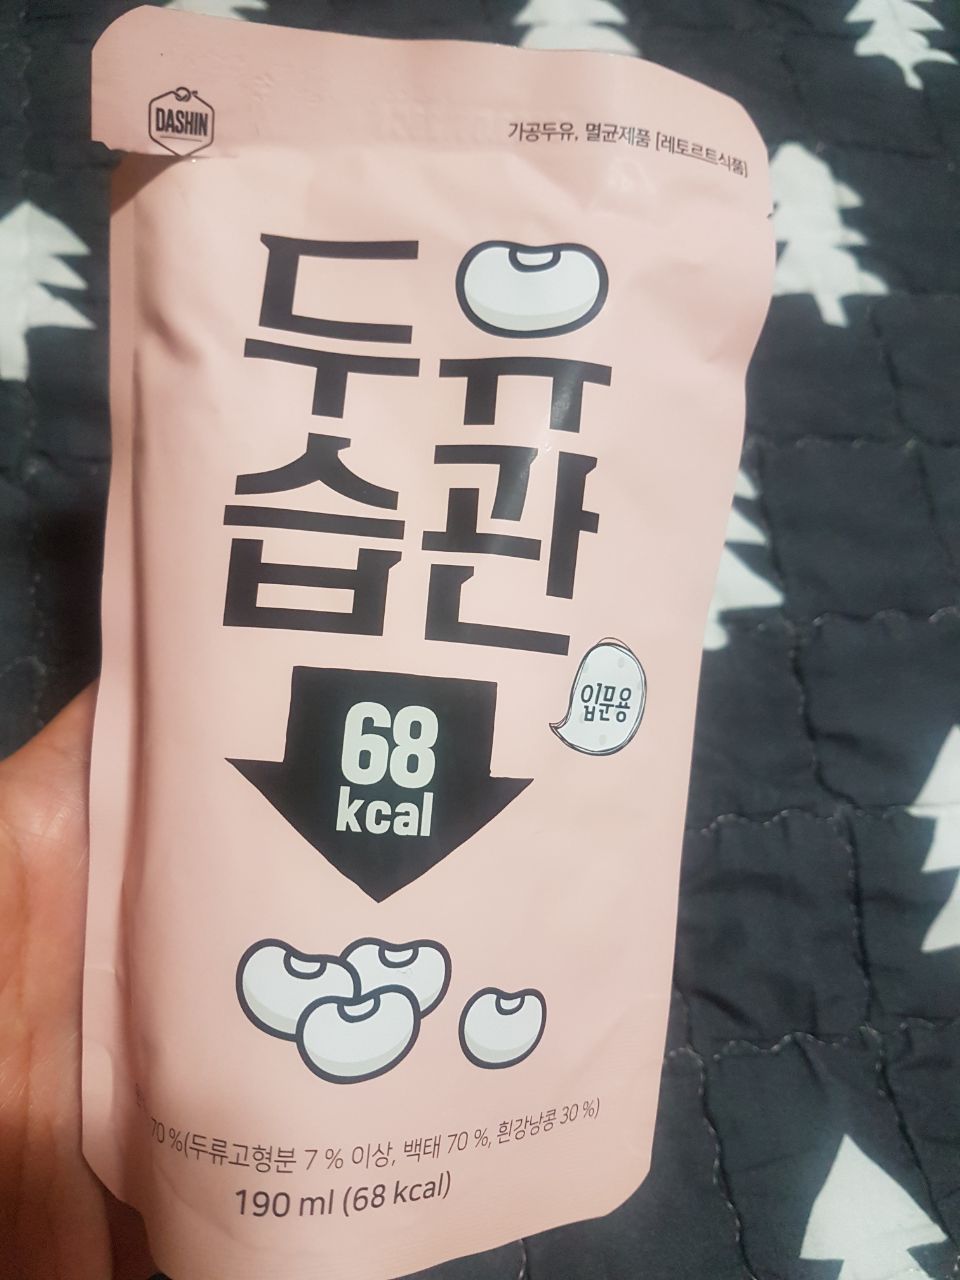 DASHIN
가공두유, 멸균제품 [레토르트식품]
두유
습관
입문용
68
kcal
70 %(두류고형분 7 % 이상, 백태 70 %, 흰강낭콩 30 %)
190 ml (68 kcal)